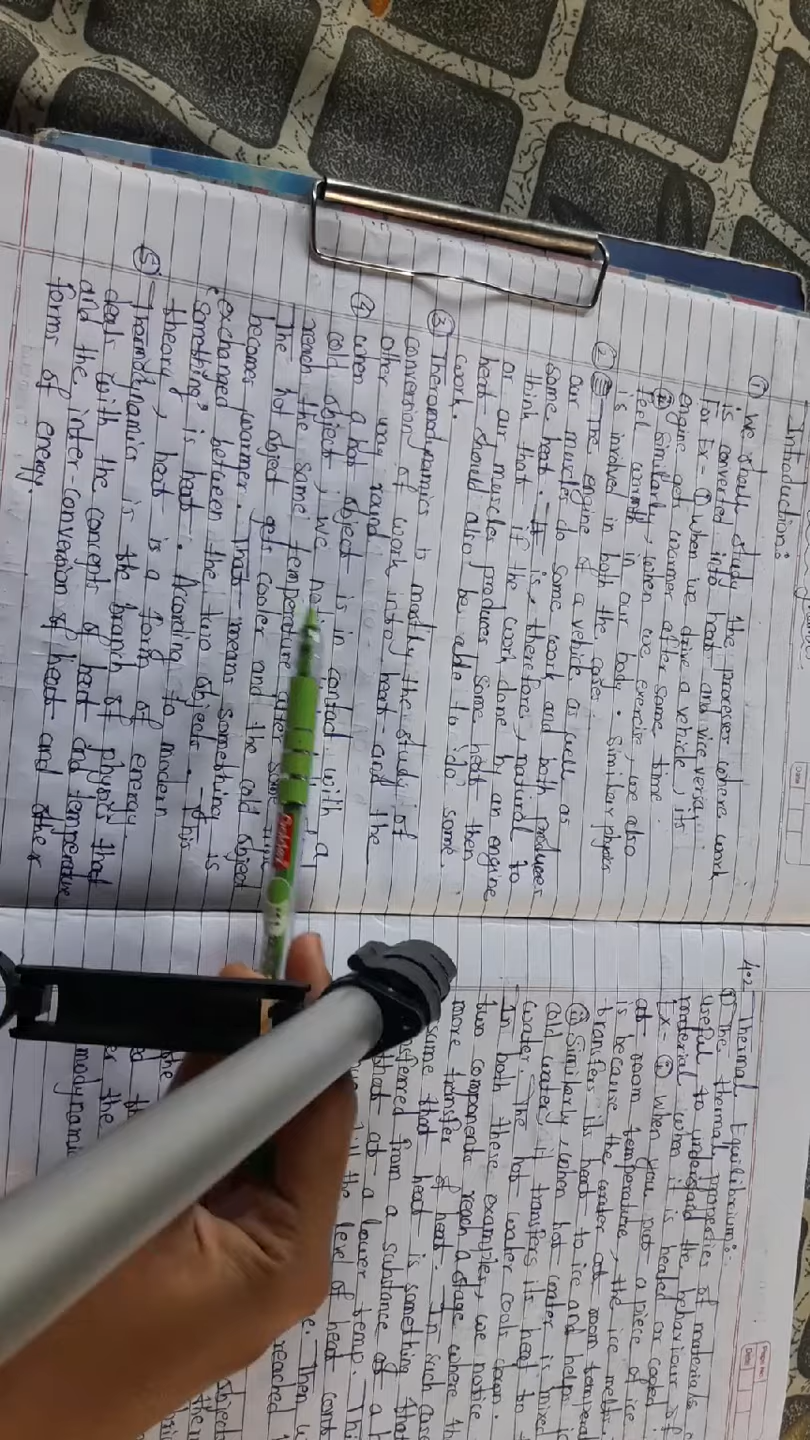 Introduction:
① We should study the processer where work
is converted into heat and vice versa.
for Ex - ① when we drive a vehicle, its
engine gets warmer after some time.
② Similarly, when we exercise, we also
feel warmth in our body. Similar physics
is involved in both the cases.
② The engine of a vehicle as well as
our muscles do some work and both produces
some heat. It is, therefore, natural to
think that if the work done by an engine
or our muscles produces some heat then
heat should also be able to 'do' some
work.
③ Thermodynamics is mostly the study of
conversion of work into heat and the
other way round.
④ when a hot object is in contact with a
cold object, we
reach the same temperature after some
The hot object gets cooler and the cold object
becomes warmer. That means something is
exchanged between the two objects. This
'something' is heat. According to modern
theory, heat is a form of energy
⑤ Thermodynamics is the branch of physics that
deals with the concepts of heat and temperature
and the inter-conversion of heat and other
forms of energy.
4.2 Thermal Equilibrium:
① The thermal properties of materials
useful to understand the behaviour of
material when it is heated or cooled
Ex - ① when you put a piece of ice
at room temperature, the ice melts.
is because the water at room
transfers its heat to ice and helps
② Similarly, when hot water is mixed
cold water, it transfers its heat to
water. The hot water cools down.
In both these examples, we notice
two components reach a stage where
more transfer of heat. In such
same that heat is something that
from a substance at a
that at a lower temp.
till the level of heat
Then
reached